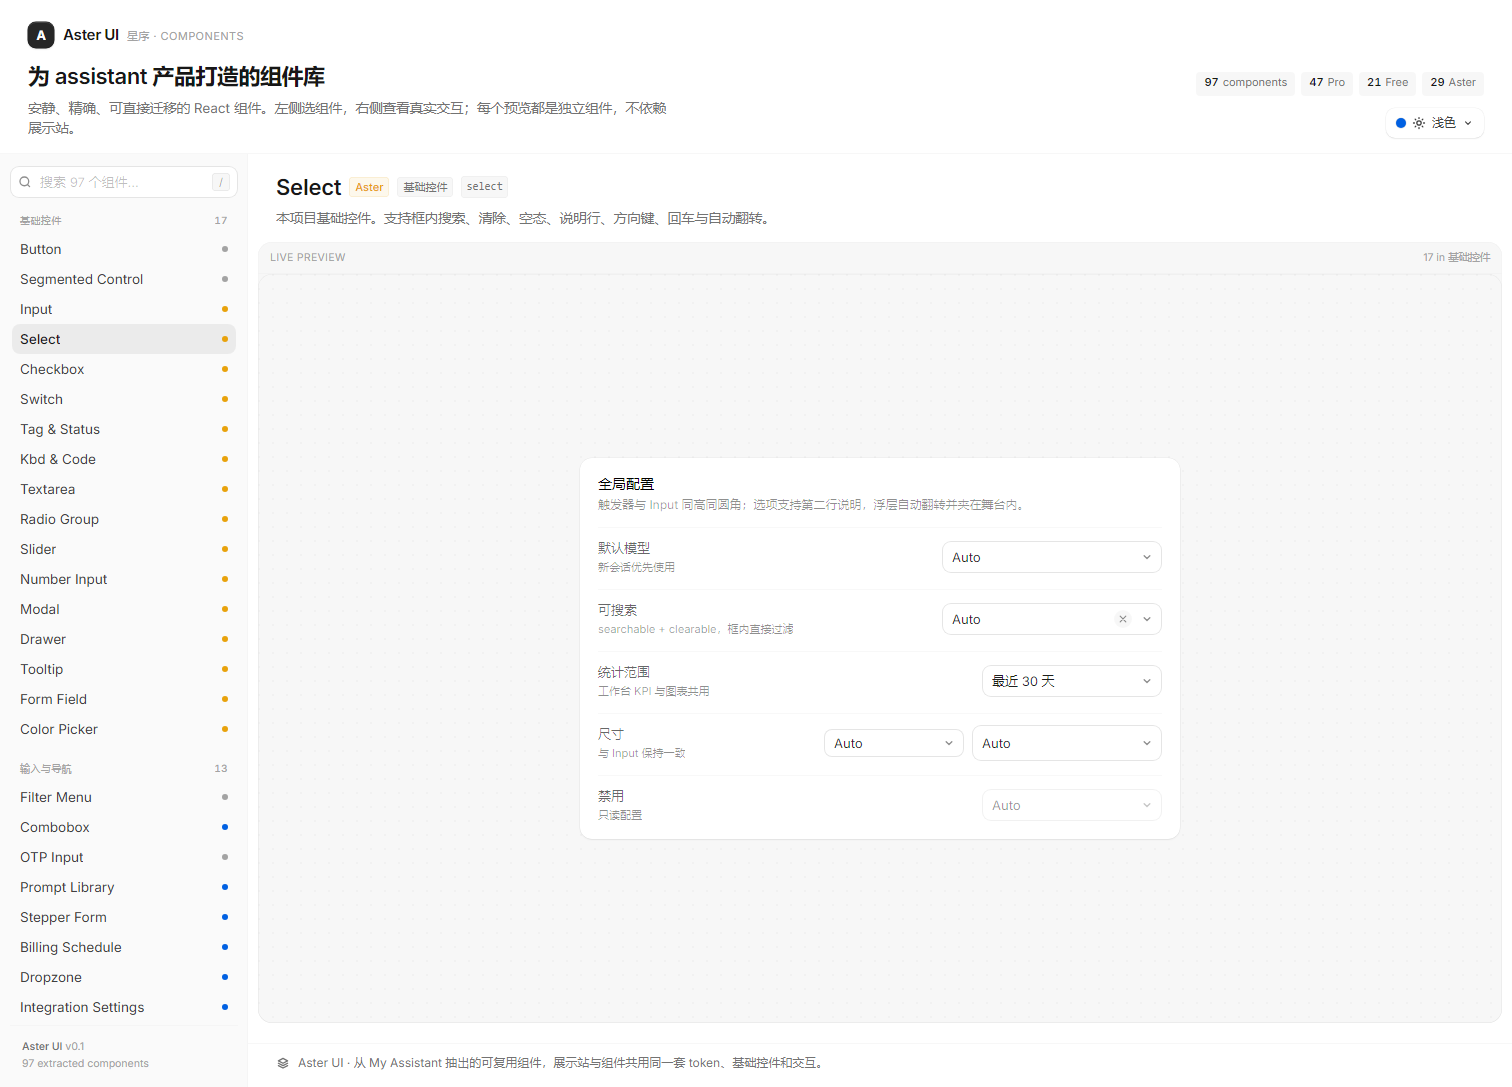 A Aster UI 星序 · COMPONENTS
为 assistant 产品打造的组件库
安静、精确、可直接迁移的 React 组件。左侧选组件，右侧查看真实交互；每个预览都是独立组件，不依赖
展示站。
97 components 47 Pro 21 Free 29 Aster
浅色
搜索 97 个组件... /
基础控件 17
Button
Segmented Control
Input
Select
Checkbox
Switch
Tag & Status
Kbd & Code
Textarea
Radio Group
Slider
Number Input
Modal
Drawer
Tooltip
Form Field
Color Picker
输入与导航 13
Filter Menu
Combobox
OTP Input
Prompt Library
Stepper Form
Billing Schedule
Dropzone
Integration Settings
Aster UI v0.1
97 extracted components
Select Aster 基础控件 select
本项目基础控件。支持框内搜索、清除、空态、说明行、方向键、回车与自动翻转。
LIVE PREVIEW 17 in 基础控件
全局配置
触发器与 Input 同高同圆角；选项支持第二行说明，浮层自动翻转并夹在舞台内。
默认模型
新会话优先使用
Auto
可搜索
searchable + clearable，框内直接过滤
Auto
统计范围
工作台 KPI 与图表共用
最近 30 天
尺寸
与 Input 保持一致
Auto Auto
禁用
只读配置
Auto
Aster UI · 从 My Assistant 抽出的可复用组件，展示站与组件共用同一套 token、基础控件和交互。